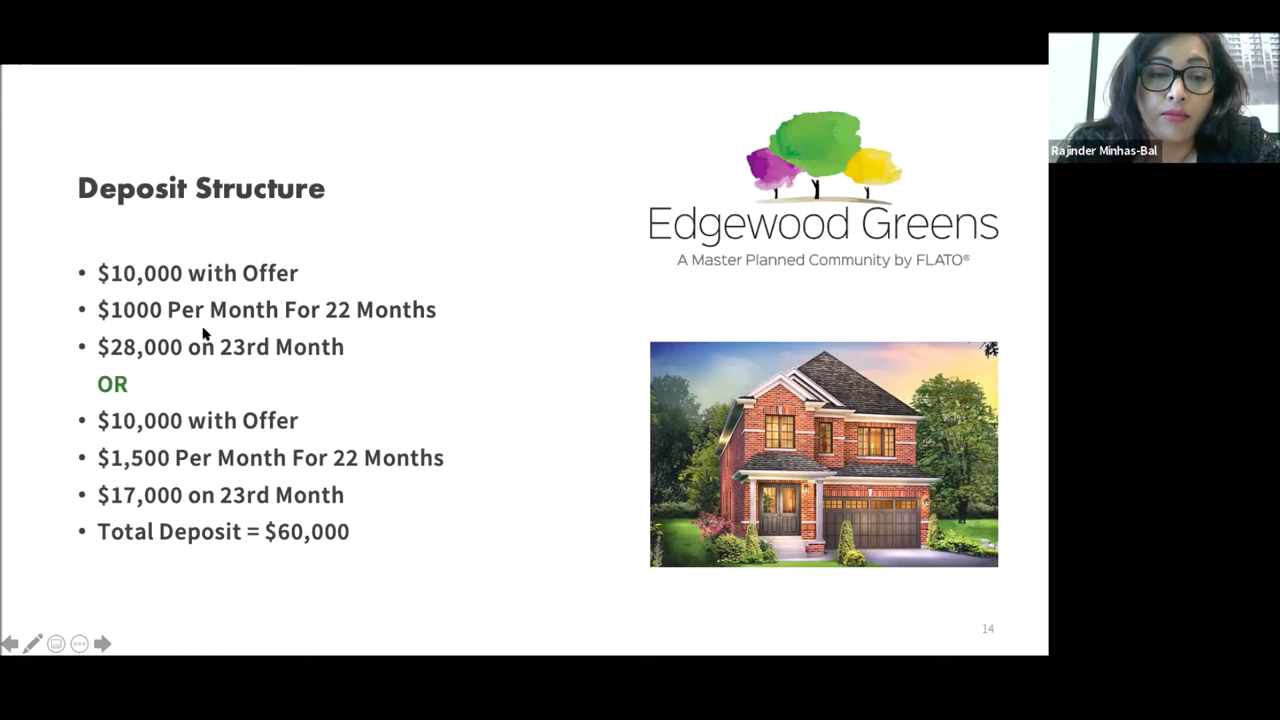 Rajinder Minhas-Bal
Deposit Structure
• $10,000 with Offer
• $1000 Per Month For 22 Months
• $28,000 on 23rd Month
OR
• $10,000 with Offer
• $1,500 Per Month For 22 Months
• $17,000 on 23rd Month
• Total Deposit = $60,000
Edgewood Greens
A Master Planned Community by FLATO®
14